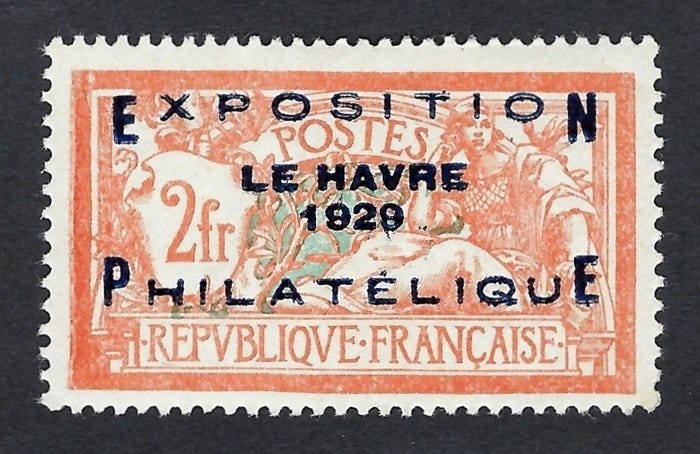 EXPOSITION
POSTES
LE HAVRE
1929
2fr
PHILATÉLIQUE
·REPVBLIQVE·FRANÇAISE·